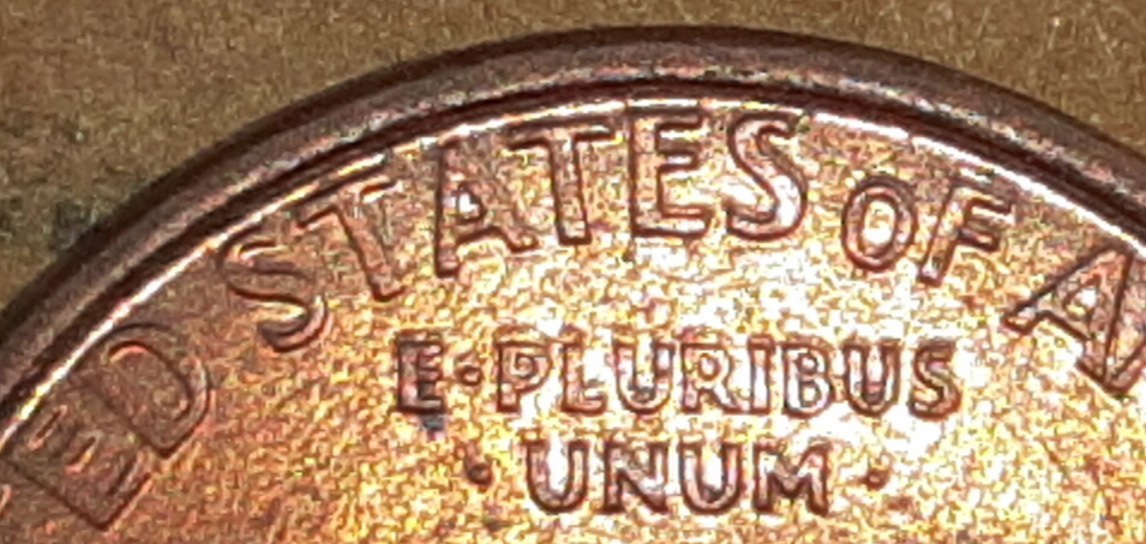 ED STATES OF A
E·PLURIBUS
·UNUM·